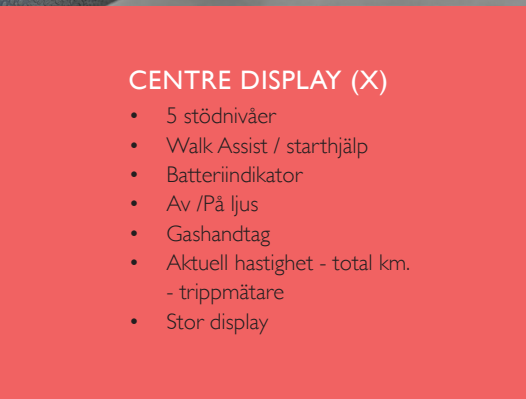 CENTRE DISPLAY (X)
• 5 stödnivåer
• Walk Assist / starthjälp
• Batteriindikator
• Av /På ljus
• Gashandtag
• Aktuell hastighet - total km.
- trippmätare
• Stor display